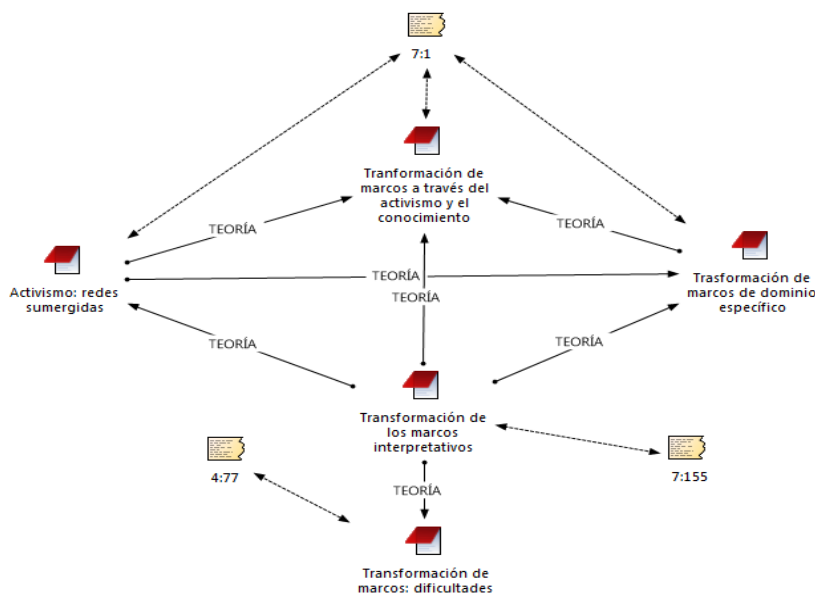 7:1
Tranformación de
marcos a través del
activismo y el
conocimiento
TEORÍA
TEORÍA
Activismo: redes
sumergidas
TEORÍA
TEORÍA
Trasformación de
marcos de dominio
específico
TEORÍA
TEORÍA
Transformación de
los marcos
interpretativos
4:77
7:155
TEORÍA
Transformación de
marcos: dificultades